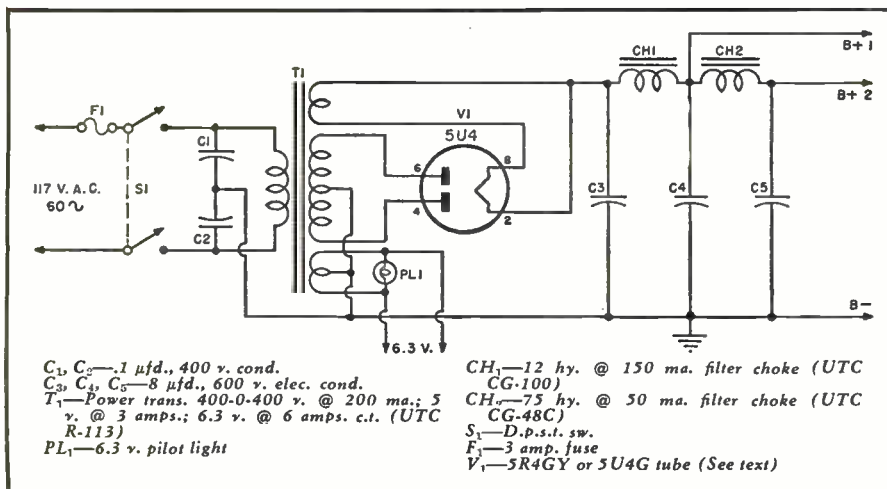 B+ 1
CH1
CH2
T1
B+ 2
F1
V1
5U4
C1
6
8
117 V. A.C.
60~
S1
C3
C4
C5
4
2
C2
PL1
B-
6.3 V.
C₁, C₂—.1 µfd., 400 v. cond.
C₃, C₄, C₅—8 µfd., 600 v. elec. cond.
T₁—Power trans. 400-0-400 v. @ 200 ma.; 5
v. @ 3 amps.; 6.3 v. @ 6 amps. c.t. (UTC
R-113)
PL₁—6.3 v. pilot light
CH₁—12 hy. @ 150 ma. filter choke (UTC
CG-100)
CH₂—75 hy. @ 50 ma. filter choke (UTC
CG-48C)
S₁—D.p.s.t. sw.
F₁—3 amp. fuse
V₁—5R4GY or 5U4G tube (See text)